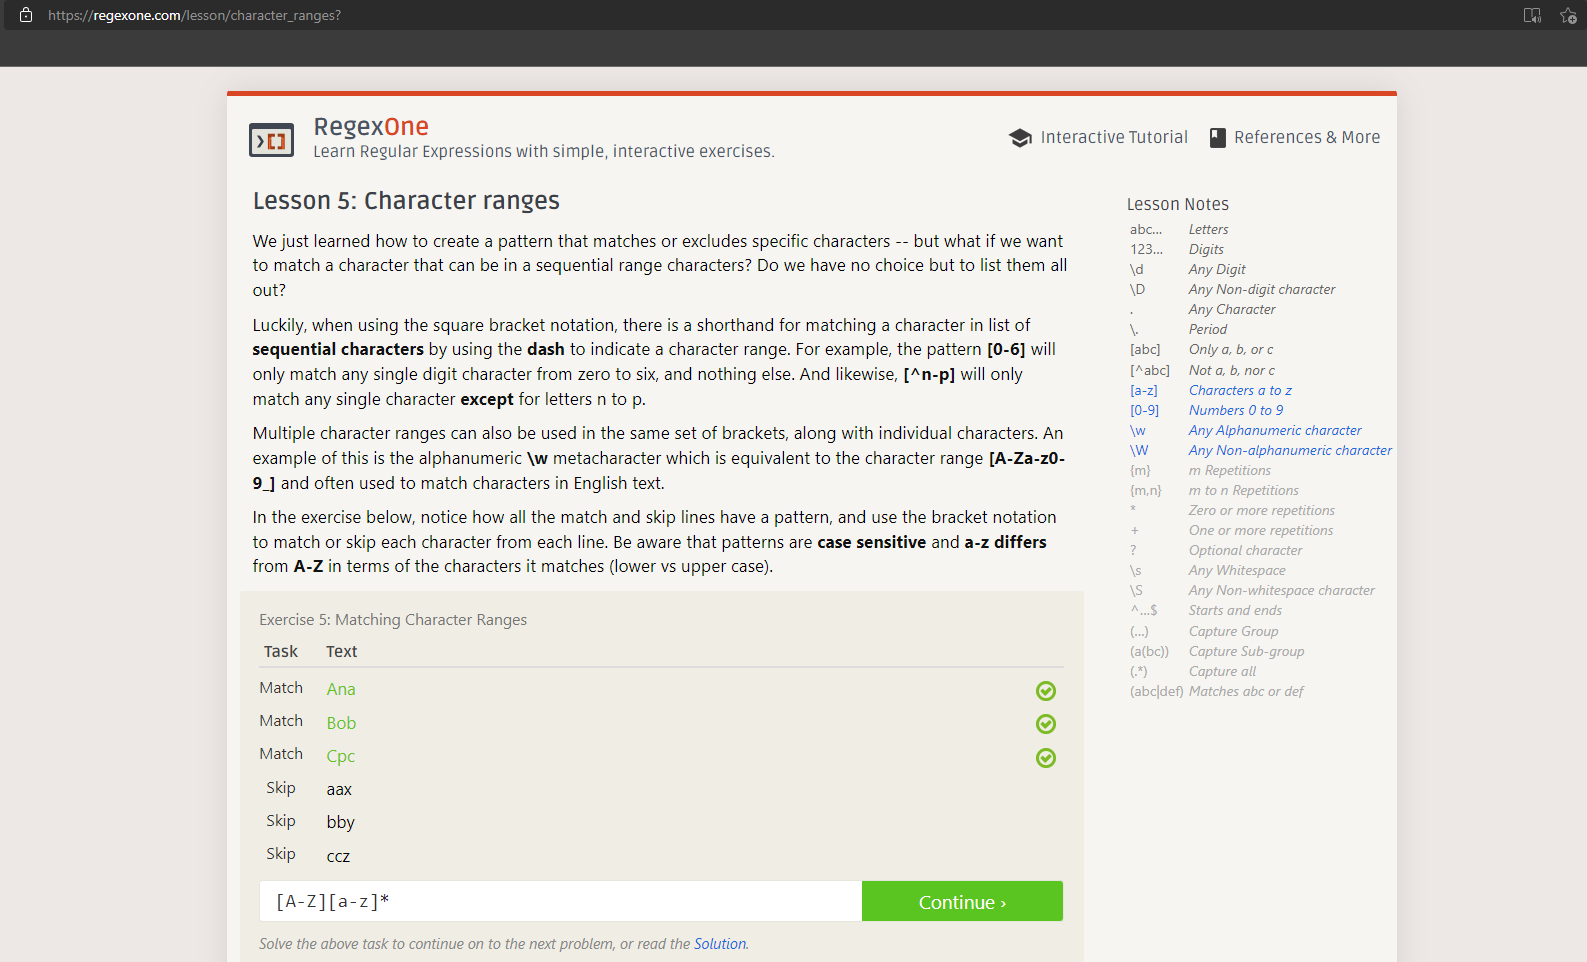 https://regexone.com/lesson/character_ranges?
RegexOne
Learn Regular Expressions with simple, interactive exercises.
Interactive Tutorial
References & More
Lesson 5: Character ranges
We just learned how to create a pattern that matches or excludes specific characters -- but what if we want
to match a character that can be in a sequential range characters? Do we have no choice but to list them all
out?
Luckily, when using the square bracket notation, there is a shorthand for matching a character in list of
sequential characters by using the dash to indicate a character range. For example, the pattern [0-6] will
only match any single digit character from zero to six, and nothing else. And likewise, [^n-p] will only
match any single character except for letters n to p.
Multiple character ranges can also be used in the same set of brackets, along with individual characters. An
example of this is the alphanumeric \w metacharacter which is equivalent to the character range [A-Za-z0-
9_] and often used to match characters in English text.
In the exercise below, notice how all the match and skip lines have a pattern, and use the bracket notation
to match or skip each character from each line. Be aware that patterns are case sensitive and a-z differs
from A-Z in terms of the characters it matches (lower vs upper case).
Exercise 5: Matching Character Ranges
Task Text
Match Ana
Match Bob
Match Cpc
Skip aax
Skip bby
Skip ccz
[A-Z][a-z]*
Continue ›
Solve the above task to continue on to the next problem, or read the Solution.
Lesson Notes
abc... Letters
123... Digits
\d Any Digit
\D Any Non-digit character
. Any Character
\. Period
[abc] Only a, b, or c
[^abc] Not a, b, nor c
[a-z] Characters a to z
[0-9] Numbers 0 to 9
\w Any Alphanumeric character
\W Any Non-alphanumeric character
{m} m Repetitions
{m,n} m to n Repetitions
* Zero or more repetitions
+ One or more repetitions
? Optional character
\s Any Whitespace
\S Any Non-whitespace character
^...$ Starts and ends
(...) Capture Group
(a(bc)) Capture Sub-group
(.*) Capture all
(abc|def) Matches abc or def